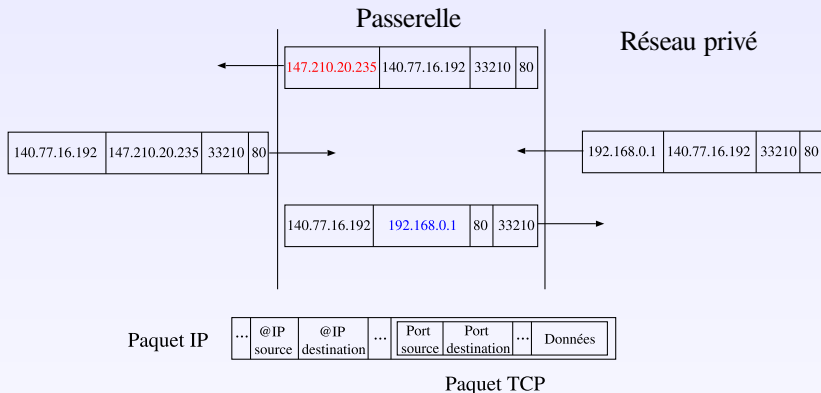 Passerelle
Réseau privé
147.210.20.235 140.77.16.192 33210 80
140.77.16.192 147.210.20.235 33210 80
192.168.0.1 140.77.16.192 33210 80
140.77.16.192 192.168.0.1 80 33210
Paquet IP
... @IP source @IP destination ... Port source Port destination ... Données
Paquet TCP